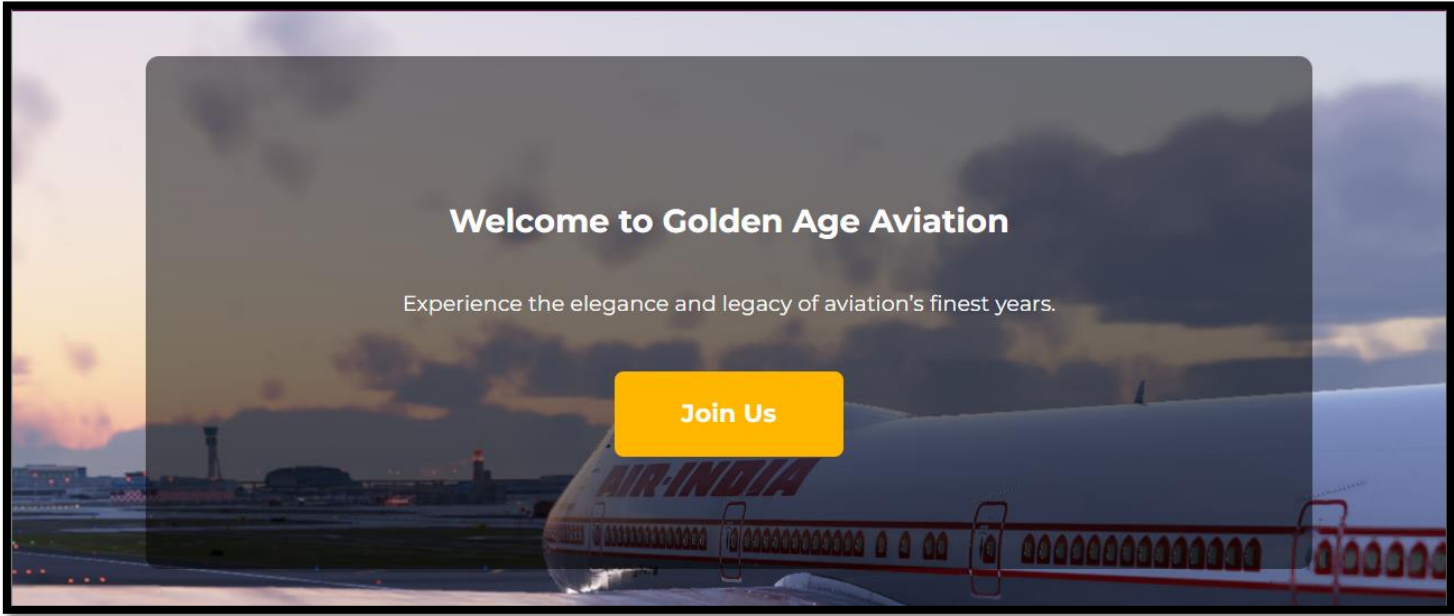 Welcome to Golden Age Aviation
Experience the elegance and legacy of aviation’s finest years.
Join Us
AIR-INDIA